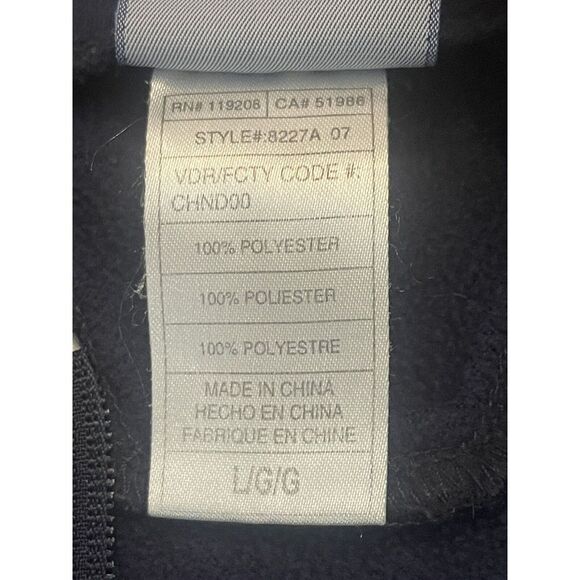 RN# 119208 CA# 51986
STYLE#:8227A 07
VDR/FCTY CODE #:
CHND00
100% POLYESTER
100% POLIESTER
100% POLYESTRE
MADE IN CHINA
HECHO EN CHINA
FABRIQUE EN CHINE
L/G/G